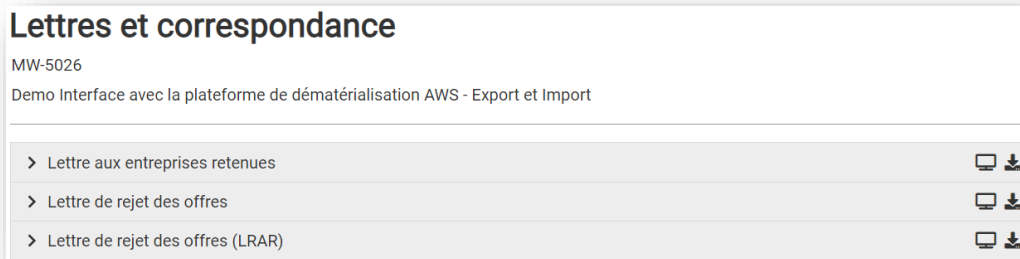 Lettres et correspondance
MW-5026
Demo Interface avec la plateforme de dématérialisation AWS - Export et Import
Lettre aux entreprises retenues
Lettre de rejet des offres
Lettre de rejet des offres (LRAR)